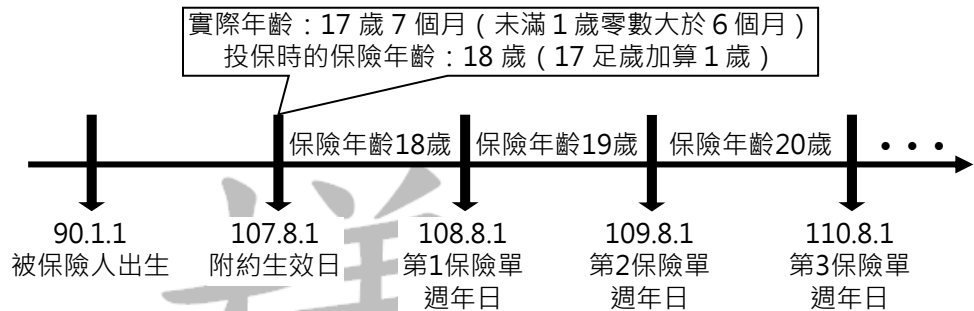 實際年齡：17 歲 7 個月（未滿 1 歲零數大於 6 個月）
投保時的保險年齡：18 歲（17 足歲加算 1 歲）
保險年齡18歲 保險年齡19歲 保險年齡20歲 • • •
90.1.1 107.8.1 108.8.1 109.8.1 110.8.1
被保險人出生 附約生效日 第1保險單 第2保險單 第3保險單
週年日 週年日 週年日